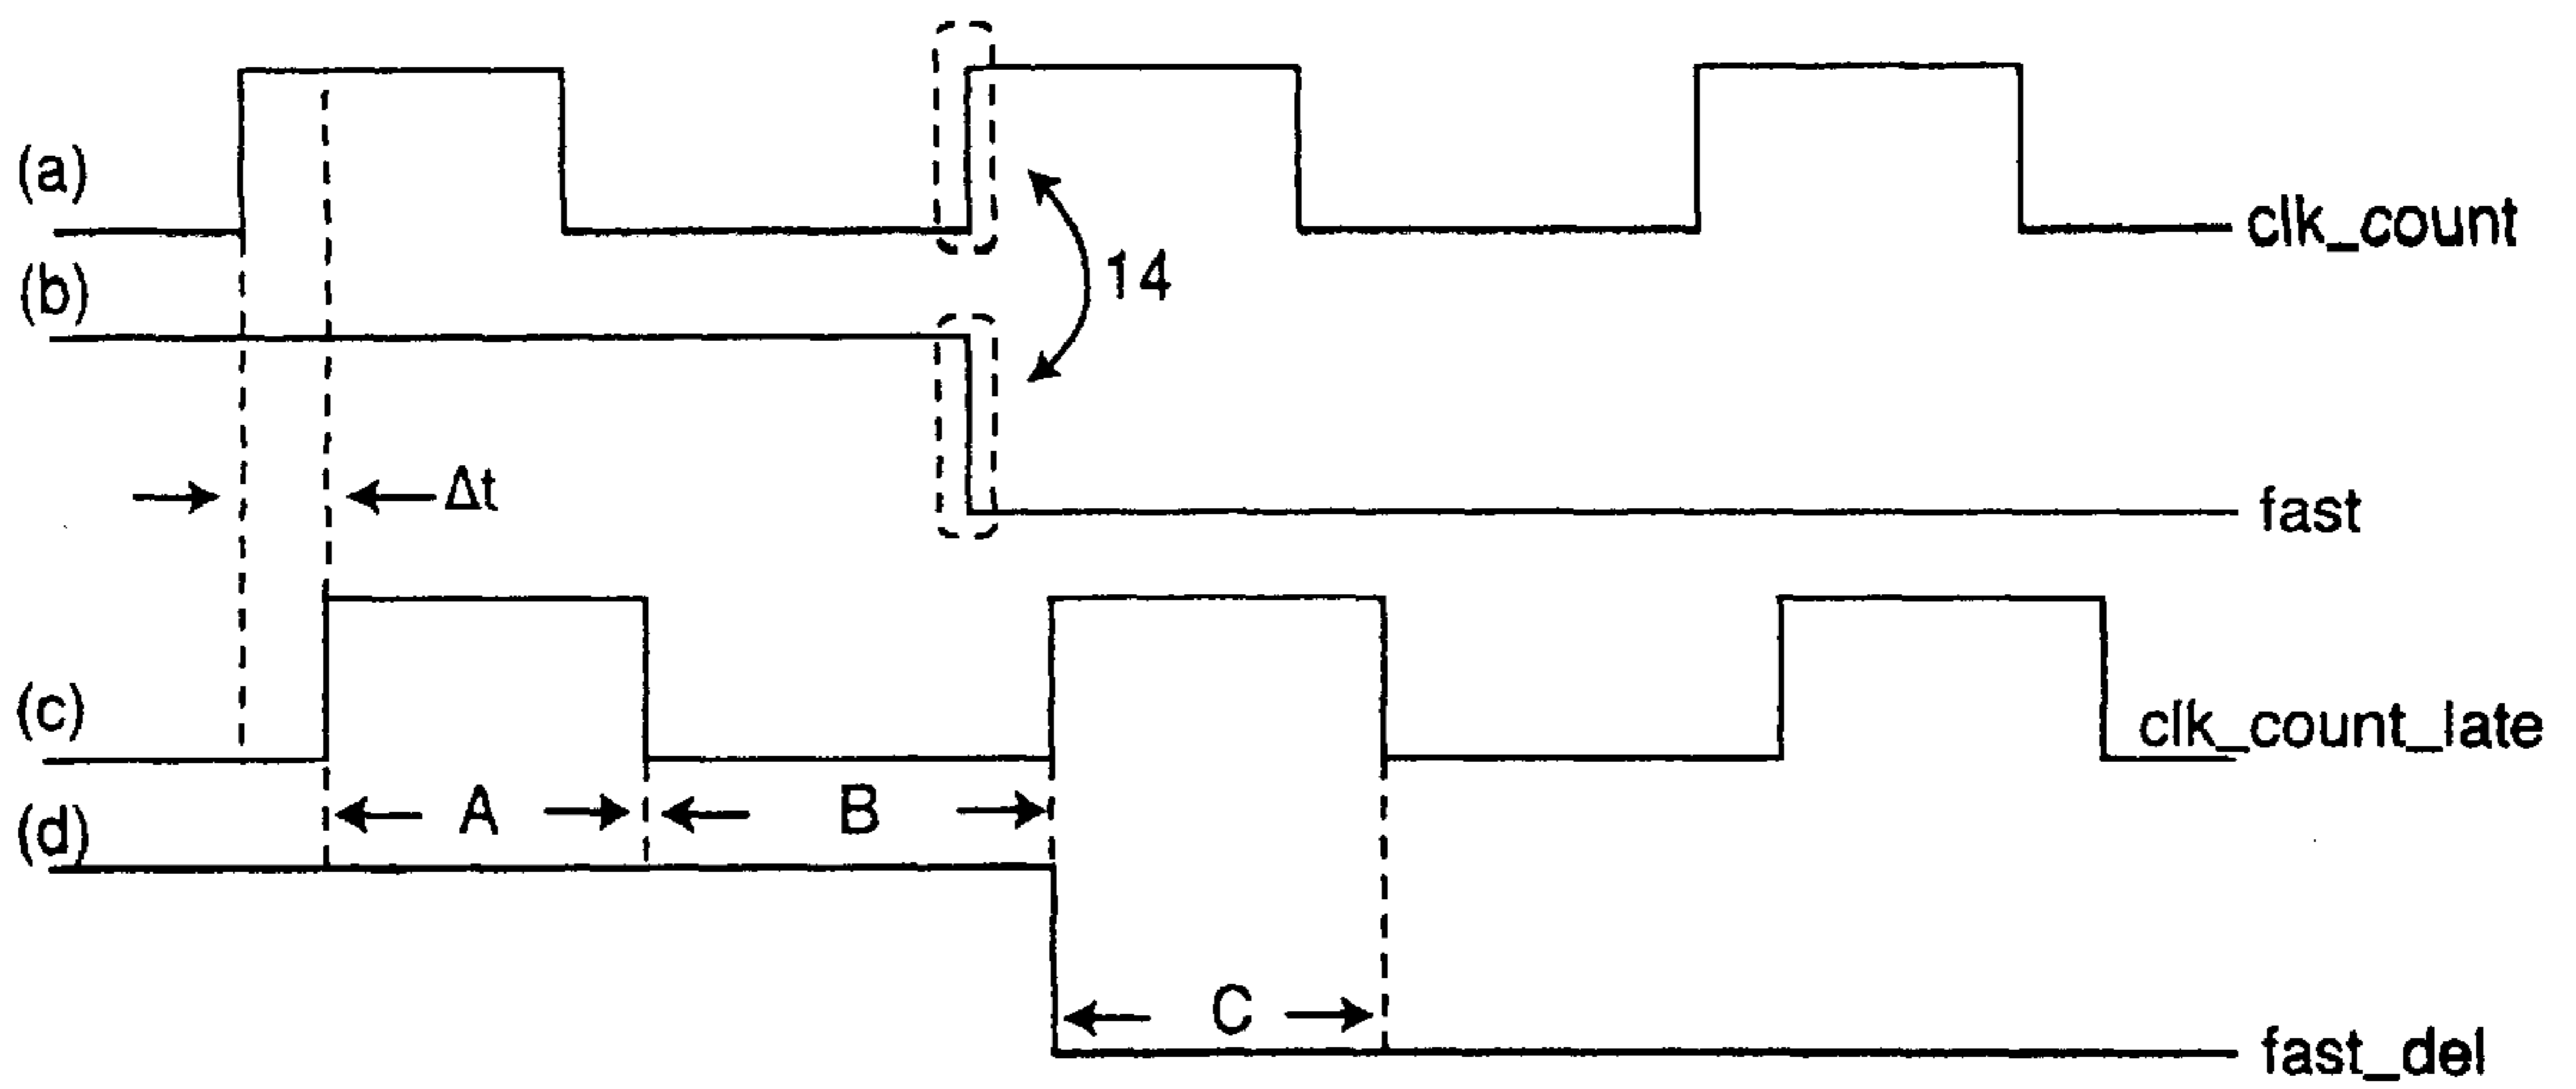 (a)
clk_count
(b)
14
Δt
fast
(c)
clk_count_late
A
B
(d)
C
fast_del